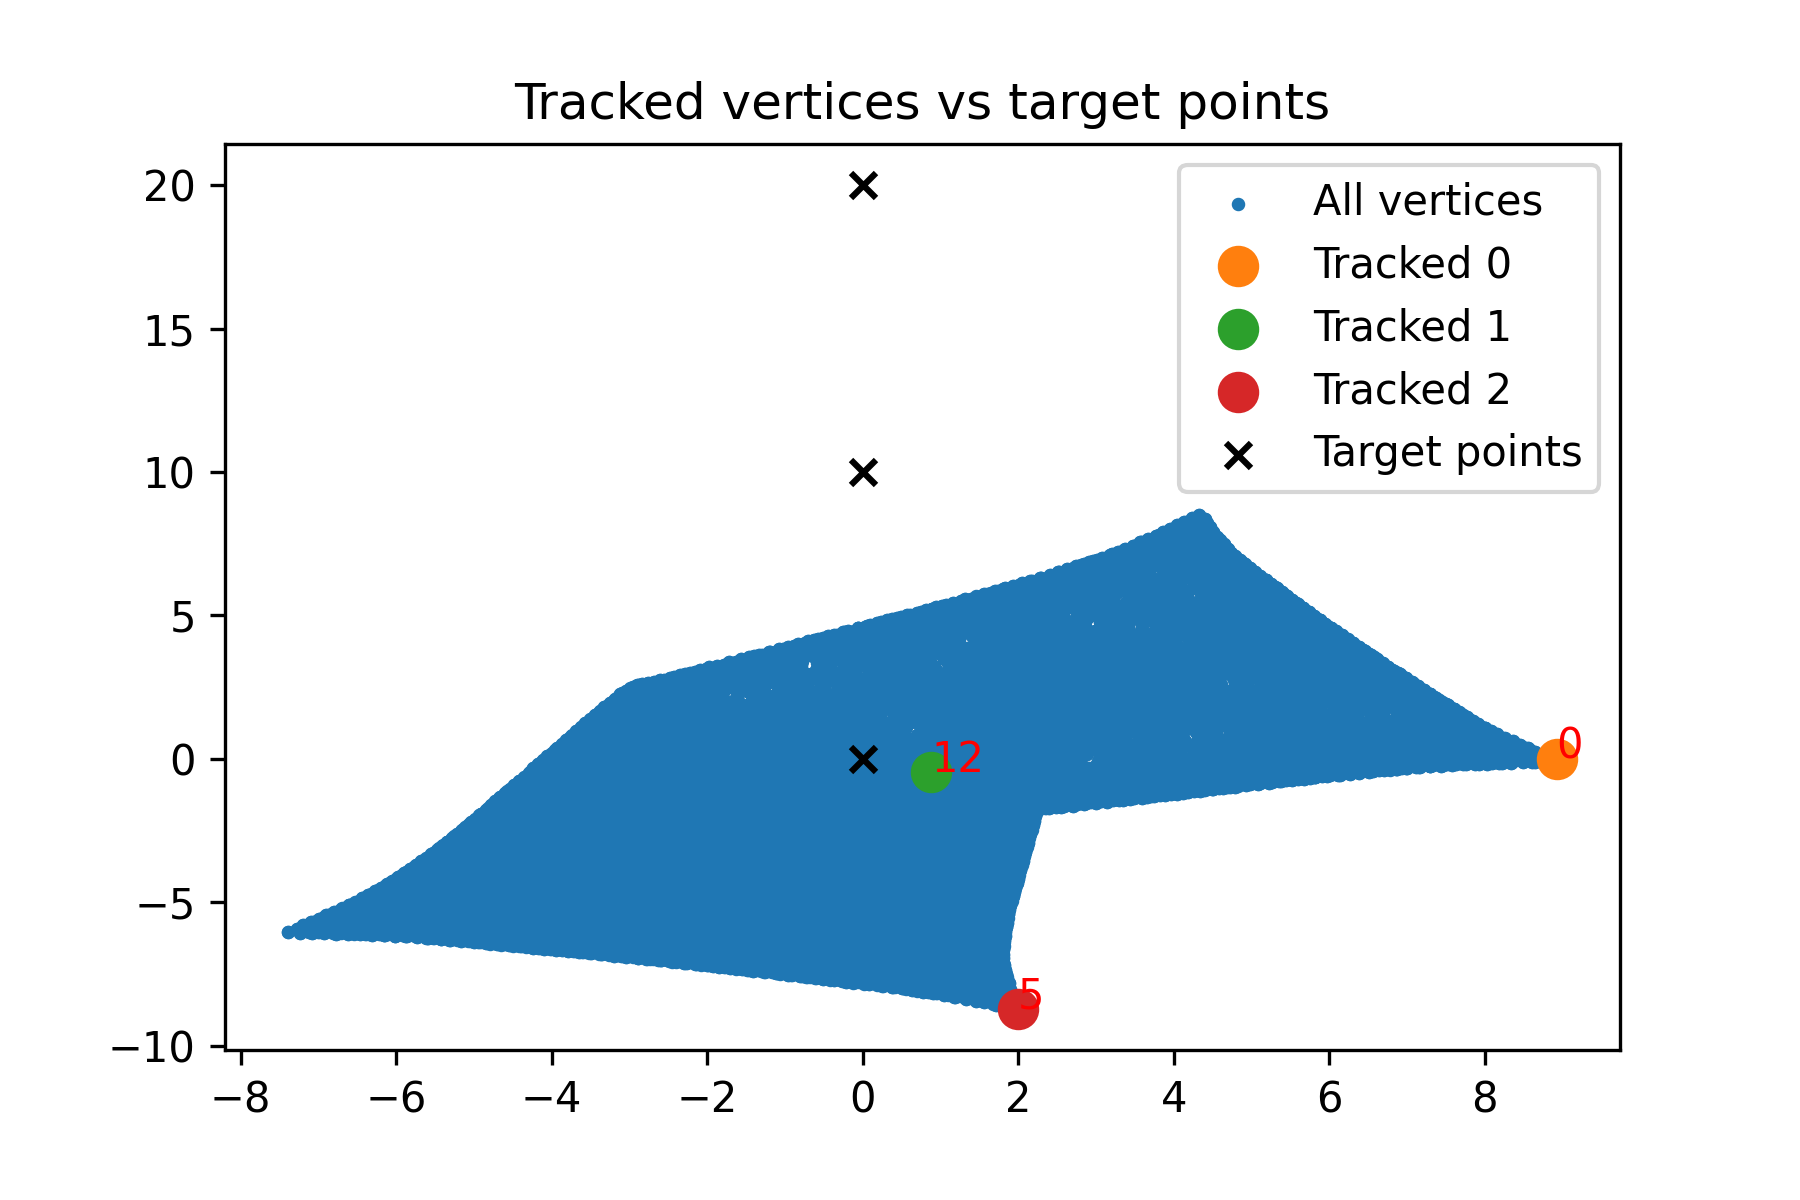 Tracked vertices vs target points
20
15
10
5
0
−5
−10
All vertices
Tracked 0
Tracked 1
Tracked 2
Target points
12
0
5
−8 −6 −4 −2 0 2 4 6 8